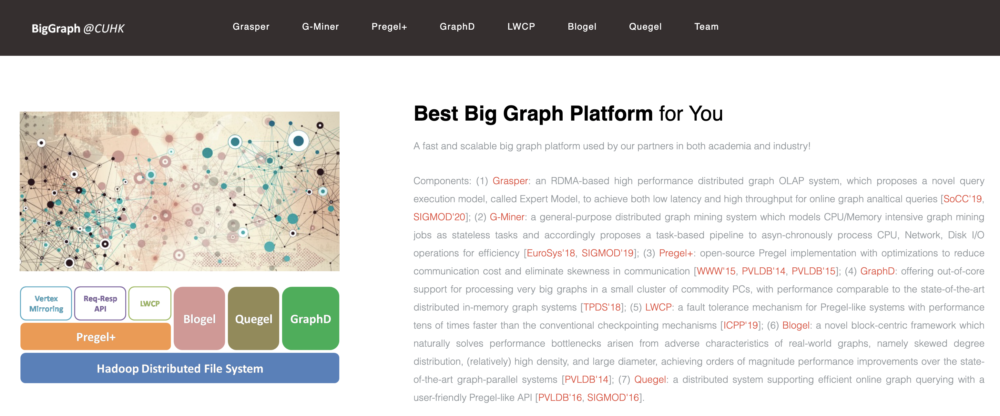 BigGraph @CUHK
Grasper
G-Miner
Pregel+
GraphD
LWCP
Blogel
Quegel
Team
Best Big Graph Platform for You
A fast and scalable big graph platform used by our partners in both academia and industry!
Components: (1) Grasper: an RDMA-based high performance distributed graph OLAP system, which proposes a novel query
execution model, called Expert Model, to achieve both low latency and high throughput for online graph analtical queries [SoCC'19,
SIGMOD'20]; (2) G-Miner: a general-purpose distributed graph mining system which models CPU/Memory intensive graph mining
jobs as stateless tasks and accordingly proposes a task-based pipeline to asyn-chronously process CPU, Network, Disk I/O
operations for efficiency [EuroSys'18, SIGMOD'19]; (3) Pregel+: open-source Pregel implementation with optimizations to reduce
communication cost and eliminate skewness in communication [WWW'15, PVLDB'14, PVLDB'15]; (4) GraphD: offering out-of-core
support for processing very big graphs in a small cluster of commodity PCs, with performance comparable to the state-of-the-art
distributed in-memory graph systems [TPDS'18]; (5) LWCP: a fault tolerance mechanism for Pregel-like systems with performance
tens of times faster than the conventional checkpointing mechanisms [ICPP'19]; (6) Blogel: a novel block-centric framework which
naturally solves performance bottlenecks arisen from adverse characteristics of real-world graphs, namely skewed degree
distribution, (relatively) high density, and large diameter, achieving orders of magnitude performance improvements over the state-
of-the-art graph-parallel systems [PVLDB'14]; (7) Quegel: a distributed system supporting efficient online graph querying with a
user-friendly Pregel-like API [PVLDB'16, SIGMOD'16].
Vertex
Mirroring
Req-Resp
API
LWCP
Blogel
Quegel
GraphD
Pregel+
Hadoop Distributed File System